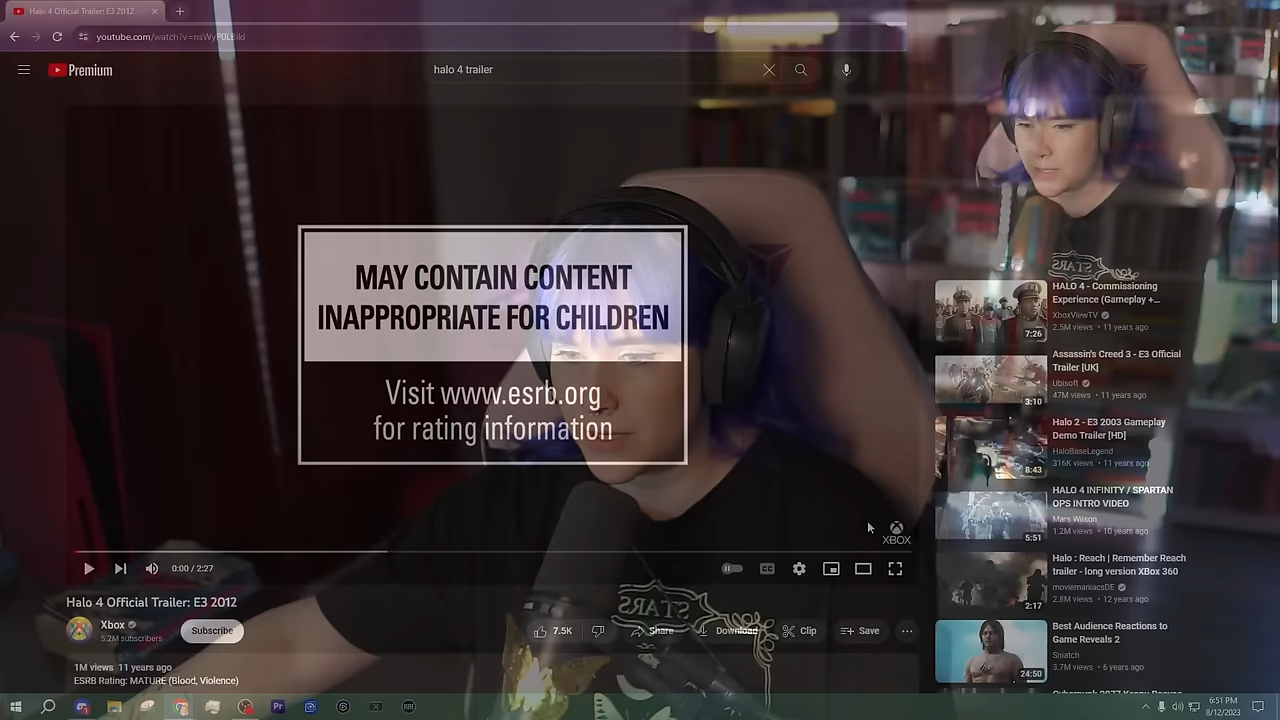 Halo 4 Official Trailer: E3 2012
Premium
halo 4 trailer
MAY CONTAIN CONTENT
INAPPROPRIATE FOR CHILDREN
Visit www.esrb.org
for rating information
XBOX
0:00 / 2:27
CC
Halo 4 Official Trailer: E3 2012
Xbox
5.2M subscribers
Subscribe
7.5K
Share
Download
Clip
Save
1M views 11 years ago
ESRB Rating: MATURE (Blood, Violence)
STARS
STARS
HALO 4 - Commissioning
Experience (Gameplay +...
XboxViewTV
2.5M views • 11 years ago
7:26
Assassin's Creed 3 - E3 Official
Trailer [UK]
Ubisoft
47M views • 11 years ago
3:10
Halo 2 - E3 2003 Gameplay
Demo Trailer [HD]
HaloBaseLegend
316K views • 11 years ago
8:43
HALO 4 INFINITY / SPARTAN
OPS INTRO VIDEO
Mars Wilson
1.2M views • 10 years ago
5:51
Halo : Reach | Remember Reach
trailer - long version XBox 360
moviemaniacsDE
2.8M views • 12 years ago
2:17
Best Audience Reactions to
Game Reveals 2
Sniatch
3.7M views • 6 years ago
24:50
Pr
6:51 PM
8/12/2023